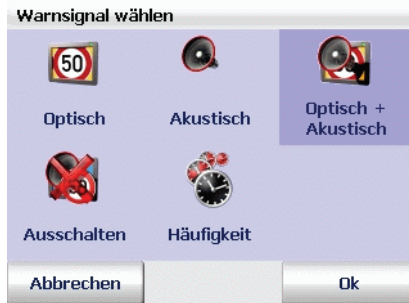 Warnsignal wählen
50
Optisch
Akustisch
Optisch +
Akustisch
Ausschalten
Häufigkeit
Abbrechen
Ok